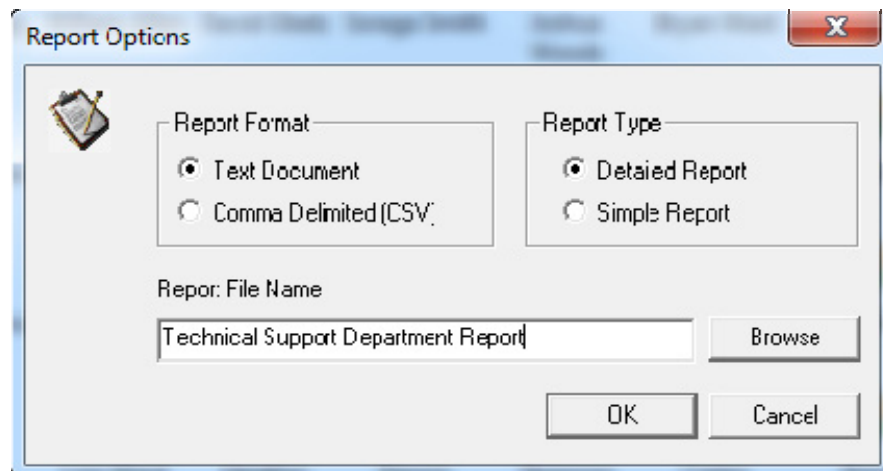 Report Options
Report Format
Text Document
Comma Delimited (CSV)
Report Type
Detailed Report
Simple Report
Report File Name
Technical Support Department Report
Browse
OK
Cancel